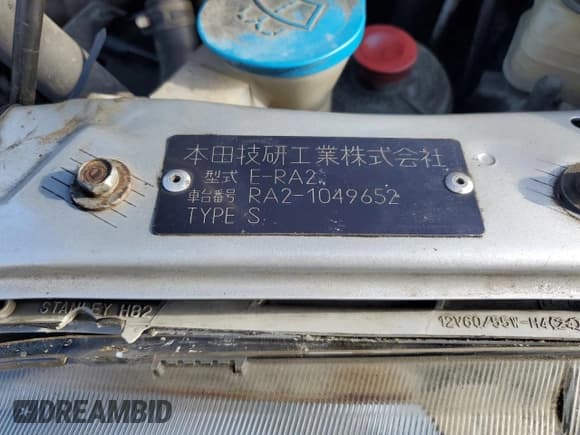 本田技研工業株式会社
型式 E-RA2
車台番号 RA2-1049652
TYPE S
STANLEY HB2
12V60/55W-H4
DREAMBID